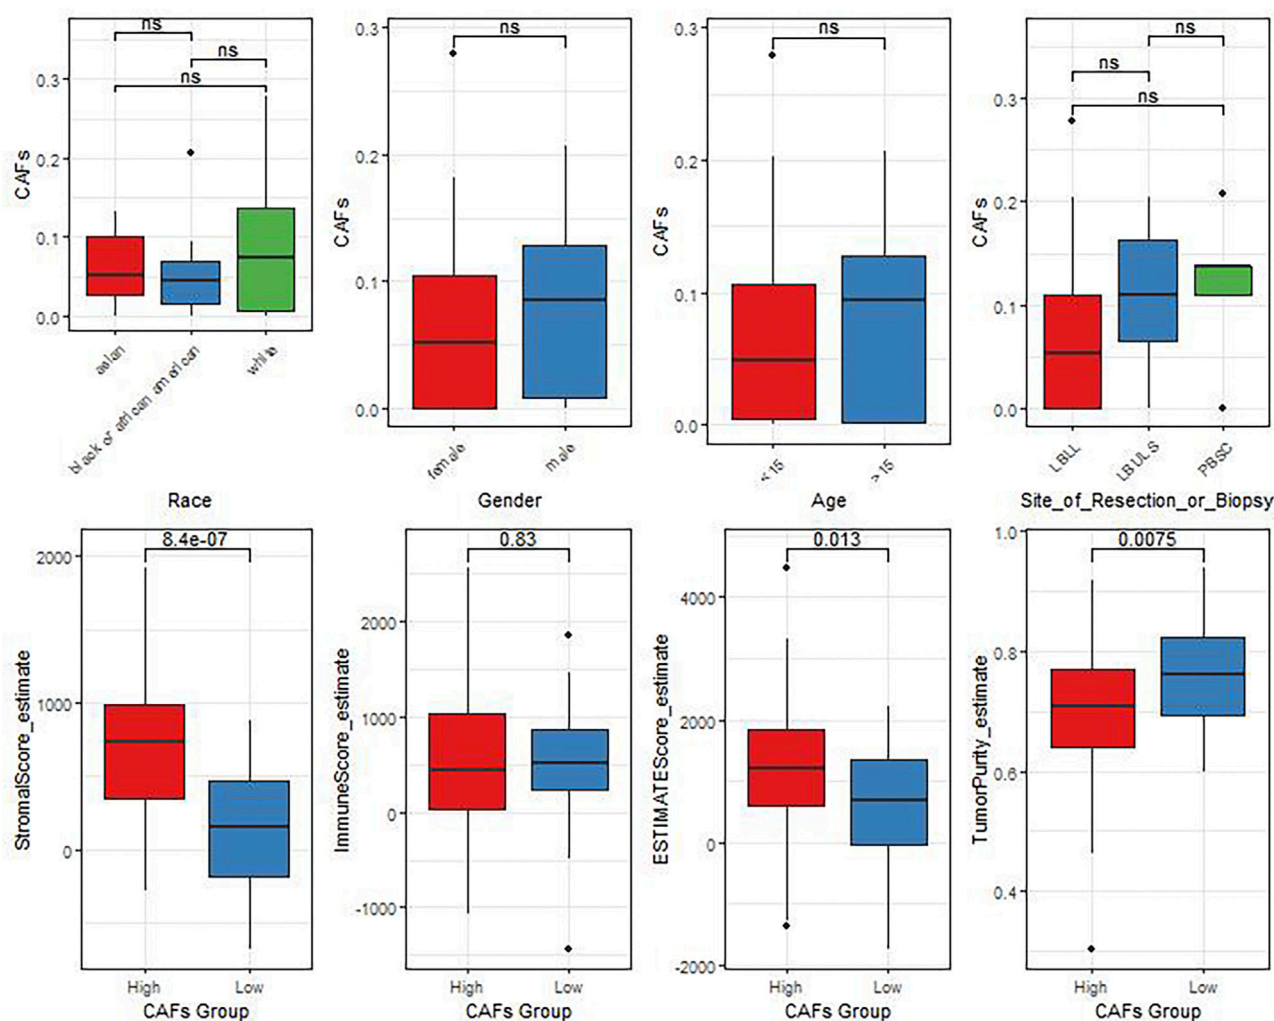 ns
ns
ns
0.3
0.2
0.1
0.0
CAFs
asian
black or african american
white
Race
ns
0.3
0.2
0.1
0.0
CAFs
female
male
Gender
ns
0.3
0.2
0.1
0.0
CAFs
15
15
Age
ns
ns
ns
0.3
0.2
0.1
0.0
CAFs
LBLL
LBULS
PBSC
Site_of_Resection_or_Biopsy
8.4e-07
2000
1000
0
StromalScore_estimate
High
Low
CAFs Group
0.83
2000
1000
0
-1000
ImmuneScore_estimate
High
Low
CAFs Group
0.013
4000
2000
0
-2000
ESTIMATEScore_estimate
High
Low
CAFs Group
0.0075
1.0
0.8
0.6
0.4
TumorPurity_estimate
High
Low
CAFs Group